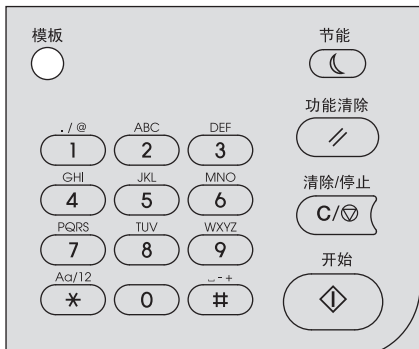 模板
节能
功能清除
./@ ABC DEF
1 2 3
GHI JKL MNO
4 5 6
清除/停止
C/
PQRS TUV WXYZ
7 8 9
开始
Aa/12 ␣-+
* 0 #